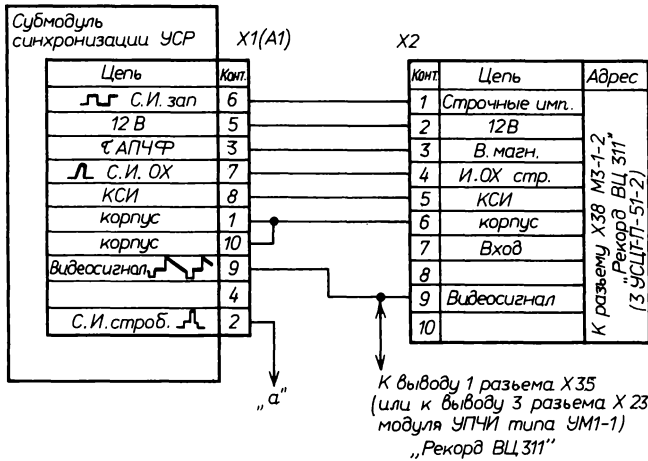 Субмодуль
синхронизации УСР
X1(A1)
X2
Цепь Конт.
С.И. зап 6
12 В 5
τ АПЧФ 3
С.И. ОХ 7
КСИ 8
корпус 1
корпус 10
Видеосигнал 9
4
С.И. строб. 2
„а"
Конт. Цепь Адрес
1 Строчные имп.
2 12В
3 В. магн.
4 И.ОХ стр.
5 КСИ
6 корпус
7 Вход
8
9 Видеосигнал
10
К разъему X38 М3-1-2
„Рекорд ВЦ 311"
(3 УСЦТ-П-51-2)
К выводу 1 разъема X35
(или к выводу 3 разъема X 23
модуля УПЧИ типа УМ1-1)
„Рекорд ВЦ 311"